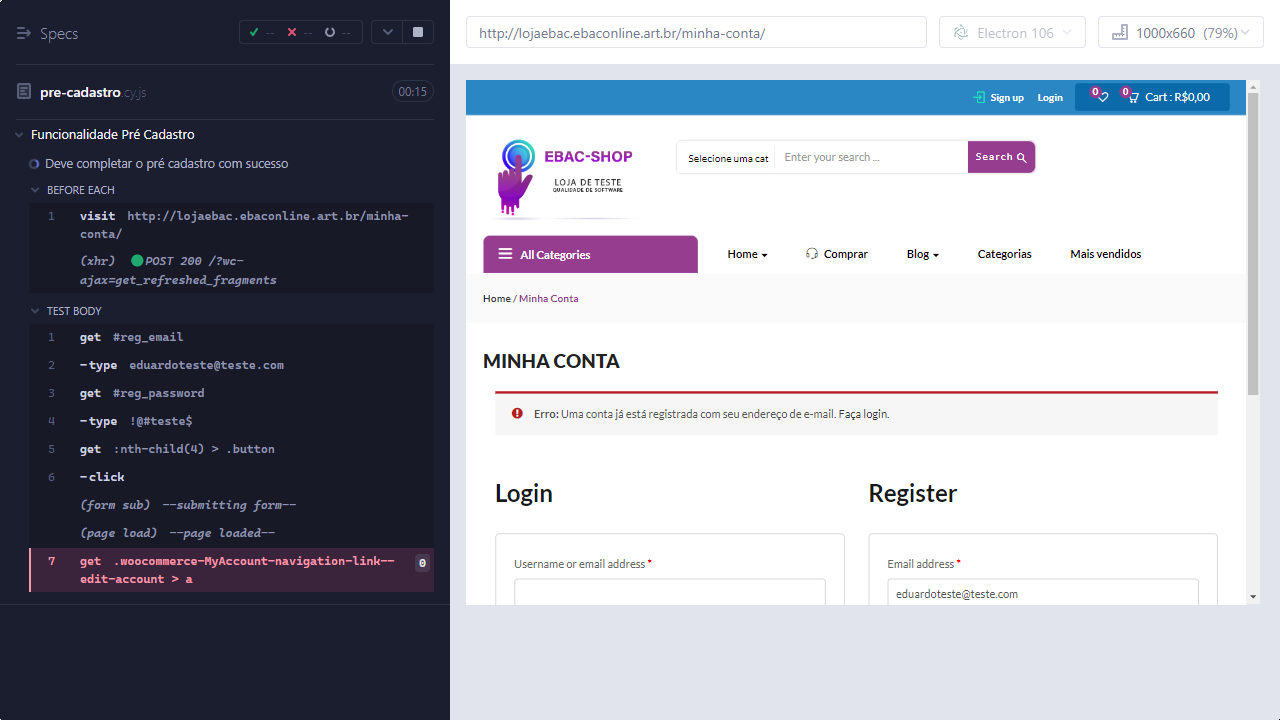 Specs
--
--
--
pre-cadastro.cy.js
00:15
Funcionalidade Pré Cadastro
Deve completar o pré cadastro com sucesso
BEFORE EACH
1 visit http://lojaebac.ebaconline.art.br/minha-
conta/
(xhr) POST 200 /?wc-
ajax=get_refreshed_fragments
TEST BODY
1 get #reg_email
2 -type eduardoteste@teste.com
3 get #reg_password
4 -type !@#teste$
5 get :nth-child(4) > .button
6 -click
(form sub) --submitting form--
(page load) --page loaded--
7 get .woocommerce-MyAccount-navigation-link--
edit-account > a
0
http://lojaebac.ebaconline.art.br/minha-conta/
Electron 106
1000x660 (79%)
Sign up
Login
0
0
Cart : R$0,00
EBAC-SHOP
LOJA DE TESTE
QUALIDADE DE SOFTWARE
Selecione uma cat
Enter your search ...
Search
All Categories
Home
Comprar
Blog
Categorias
Mais vendidos
Home / Minha Conta
MINHA CONTA
Erro: Uma conta já está registrada com seu endereço de e-mail. Faça login.
Login
Register
Username or email address *
Email address *
eduardoteste@teste.com